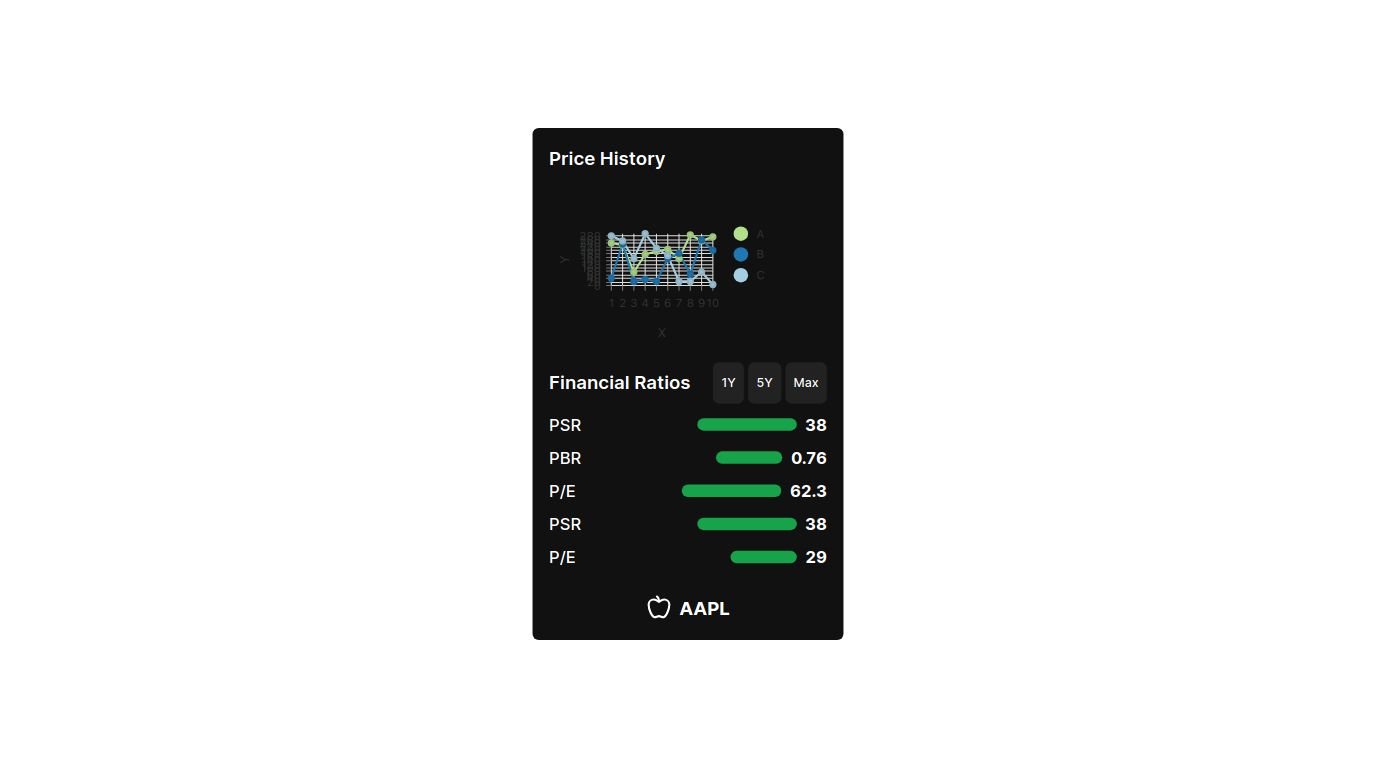 Price History
A
Y
B
C
1 2 3 4 5 6 7 8 9 10
X
Financial Ratios 1Y 5Y Max
PSR 38
PBR 0.76
P/E 62.3
PSR 38
P/E 29
AAPL